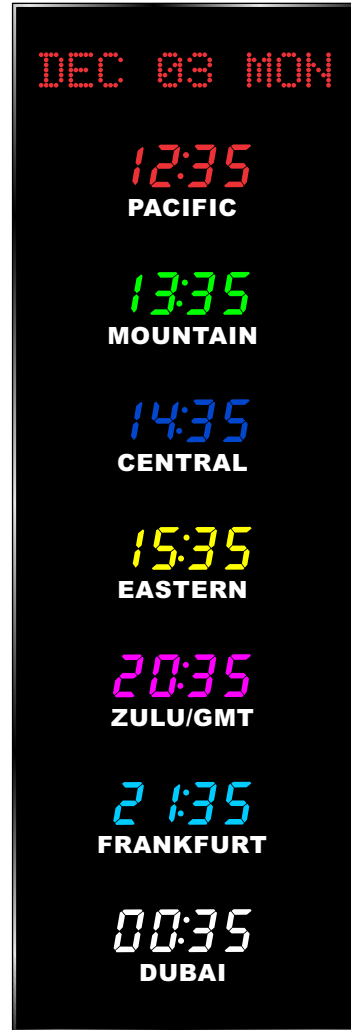 DEC 03 MON
12:35
PACIFIC
13:35
MOUNTAIN
14:35
CENTRAL
15:35
EASTERN
20:35
ZULU/GMT
21:35
FRANKFURT
00:35
DUBAI